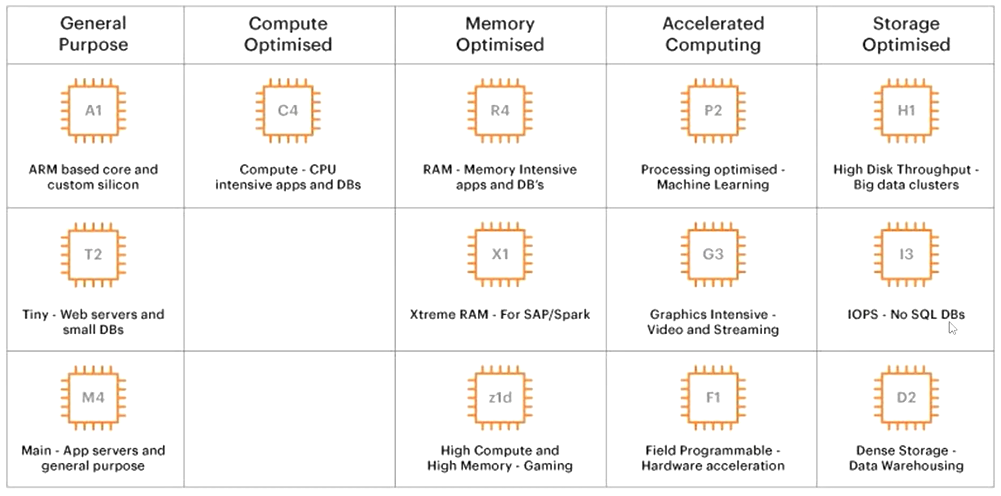 General
Purpose
Compute
Optimised
Memory
Optimised
Accelerated
Computing
Storage
Optimised
A1
ARM based core and
custom silicon
C4
Compute - CPU
intensive apps and DBs
R4
RAM - Memory Intensive
apps and DB's
P2
Processing optimised -
Machine Learning
H1
High Disk Throughput -
Big data clusters
T2
Tiny - Web servers and
small DBs
X1
Xtreme RAM - For SAP/Spark
G3
Graphics Intensive -
Video and Streaming
I3
IOPS - No SQL DBs
M4
Main - App servers and
general purpose
z1d
High Compute and
High Memory - Gaming
F1
Field Programmable -
Hardware acceleration
D2
Dense Storage -
Data Warehousing